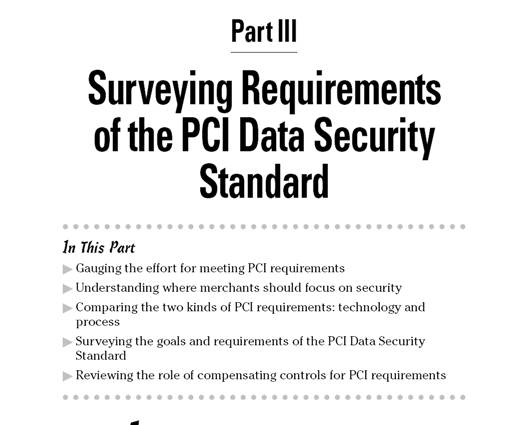 Part III
Surveying Requirements
of the PCI Data Security
Standard
In This Part
Gauging the effort for meeting PCI requirements
Understanding where merchants should focus on security
Comparing the two kinds of PCI requirements: technology and
process
Surveying the goals and requirements of the PCI Data Security
Standard
Reviewing the role of compensating controls for PCI requirements